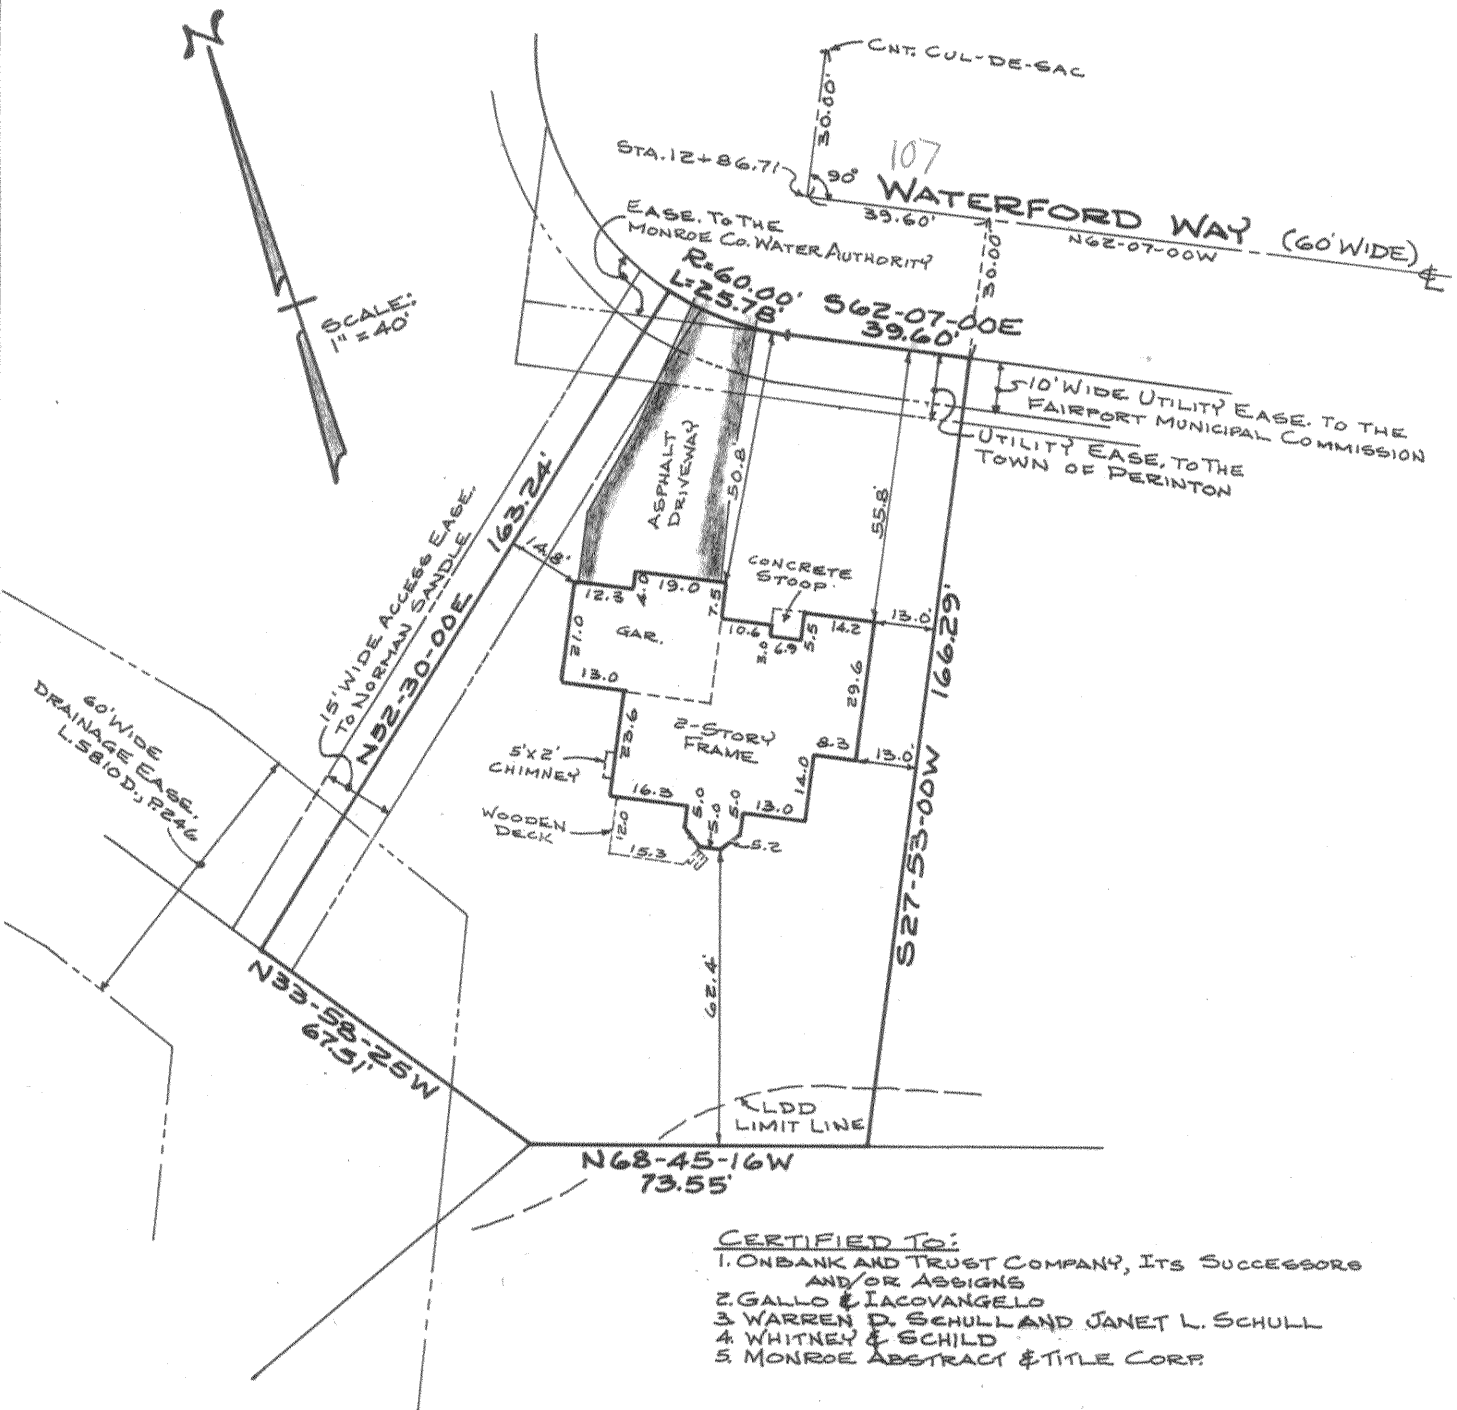 N
CNT. CUL-DE-SAC
30.00'
107
STA. 12+86.71
90°
WATERFORD WAY (60' WIDE)
39.60'
N62-07-00W
℄
30.00'
EASE. TO THE
MONROE CO. WATER AUTHORITY
R=60.00'
L=25.78'
S62-07-00E
39.60'
SCALE:
1" = 40'
10' WIDE UTILITY EASE. TO THE
FAIRPORT MUNICIPAL COMMISSION
UTILITY EASE. TO THE
TOWN OF PERINTON
ASPHALT
DRIVEWAY
50.8'
55.8'
163.24'
N52-30-00E
15' WIDE ACCESS EASE.
TO NORMAN SANDLE
14.8'
CONCRETE
STOOP
12.3
4.0
19.0
7.5
10.6
3.0
6.9
5.5
14.2
13.0'
21.0
GAR.
13.0
29.6
166.29'
S27-53-00W
23.6
2-STORY
FRAME
8.3
13.0'
5'X2'
CHIMNEY
14.0
16.3
5.0
5.0
5.0
13.0
5.2
WOODEN
DECK
12.0
15.3
60' WIDE
DRAINAGE EASE.
L. 5810 D., P. 246
62.4'
N33-58-25W
67.51'
LDD
LIMIT LINE
N68-45-16W
73.55'
CERTIFIED TO:
1. ONBANK AND TRUST COMPANY, ITS SUCCESSORS
AND/OR ASSIGNS
2. GALLO & IACOVANGELO
3. WARREN D. SCHULL AND JANET L. SCHULL
4. WHITNEY & SCHILD
5. MONROE ABSTRACT & TITLE CORP.